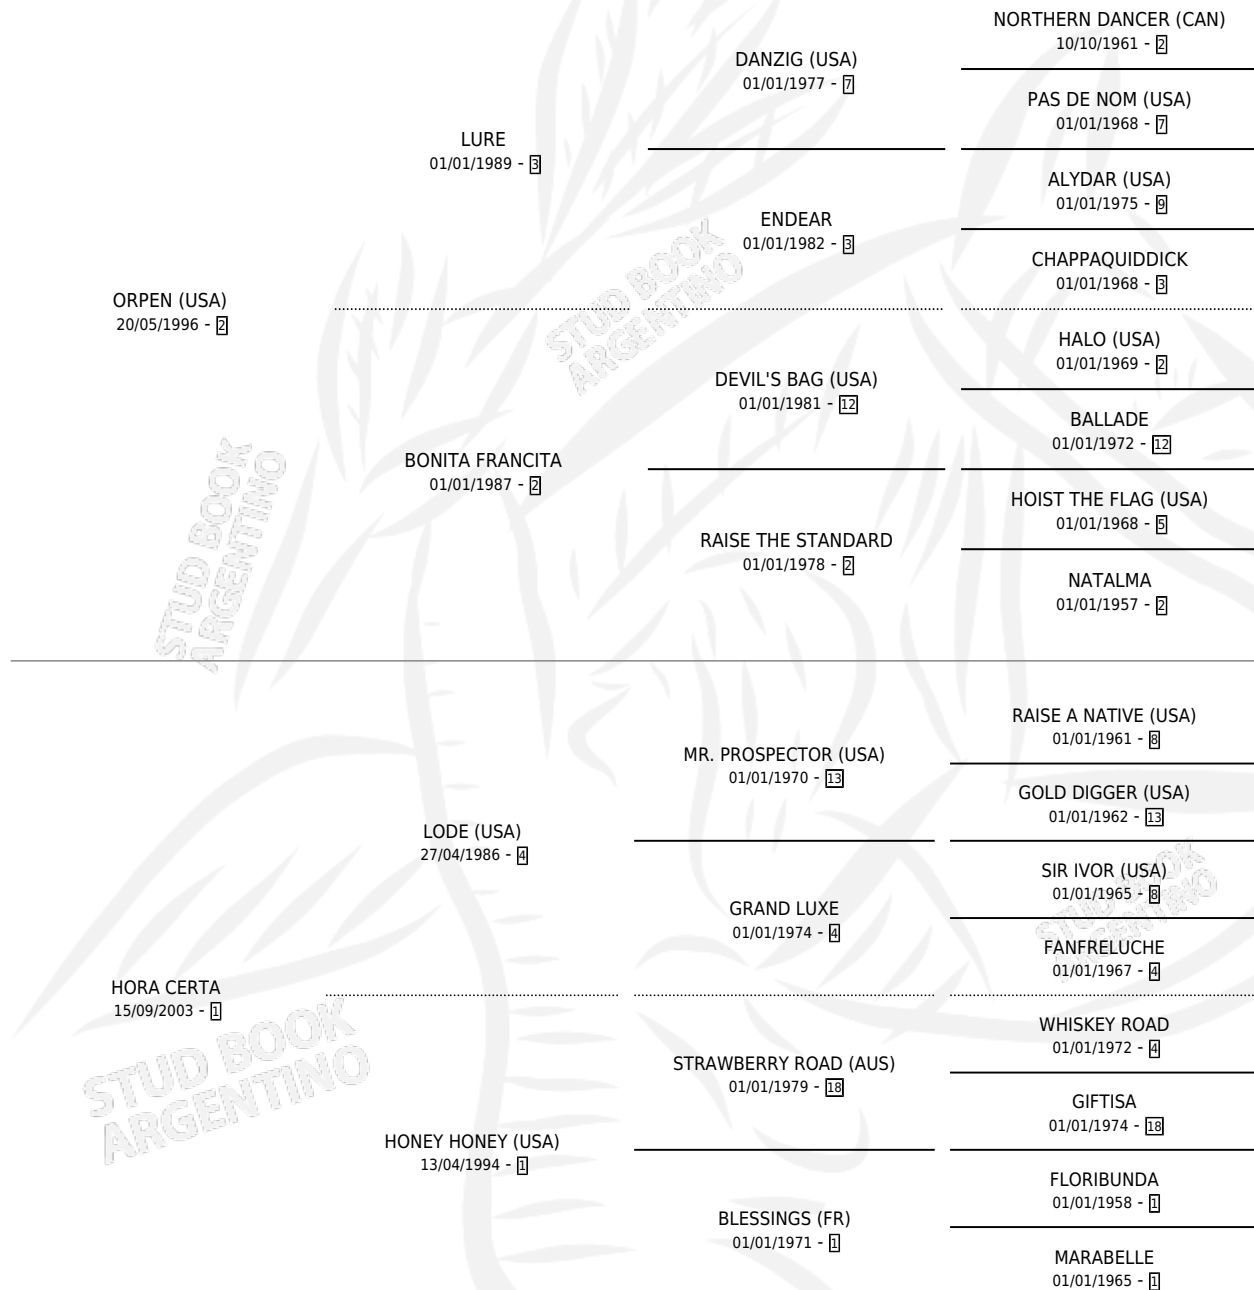 NORTHERN DANCER (CAN)
10/10/1961 - 2
DANZIG (USA)
01/01/1977 - 7
PAS DE NOM (USA)
01/01/1968 - 7
LURE
01/01/1989 - 3
ALYDAR (USA)
01/01/1975 - 9
ENDEAR
01/01/1982 - 3
CHAPPAQUIDDICK
01/01/1968 - 3
ORPEN (USA)
20/05/1996 - 2
STUD BOOK
ARGENTINO
HALO (USA)
01/01/1969 - 2
DEVIL'S BAG (USA)
01/01/1981 - 12
BALLADE
01/01/1972 - 12
BONITA FRANCITA
01/01/1987 - 2
HOIST THE FLAG (USA)
01/01/1968 - 5
RAISE THE STANDARD
01/01/1978 - 2
NATALMA
01/01/1957 - 2
STUD BOOK
ARGENTINO
RAISE A NATIVE (USA)
01/01/1961 - 8
MR. PROSPECTOR (USA)
01/01/1970 - 13
GOLD DIGGER (USA)
01/01/1962 - 13
LODE (USA)
27/04/1986 - 4
SIR IVOR (USA)
01/01/1965 - 8
GRAND LUXE
01/01/1974 - 4
STUD BOOK
ARGENTINO
FANFRELUCHE
01/01/1967 - 4
HORA CERTA
15/09/2003 - 1
WHISKEY ROAD
01/01/1972 - 4
STRAWBERRY ROAD (AUS)
01/01/1979 - 18
STUD BOOK
ARGENTINO
GIFTISA
01/01/1974 - 18
HONEY HONEY (USA)
13/04/1994 - 1
FLORIBUNDA
01/01/1958 - 1
BLESSINGS (FR)
01/01/1971 - 1
MARABELLE
01/01/1965 - 1